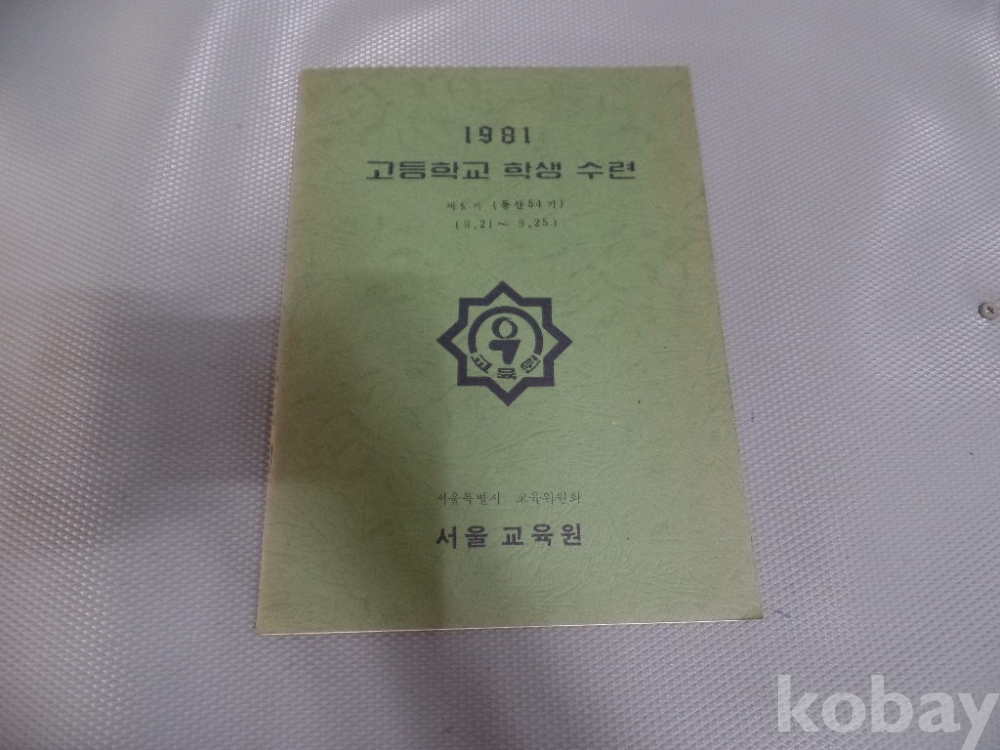 1981
고등학교 학생 수련
제5기 (통산54기)
(9.21~ 9.25)
교육원
서울특별시 교육위원회
서울 교육원
kobay